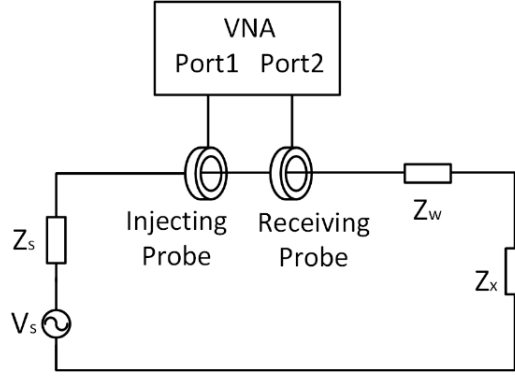 VNA
Port1 Port2
Injecting Probe
Receiving Probe
Zw
Zs
Zx
Vs